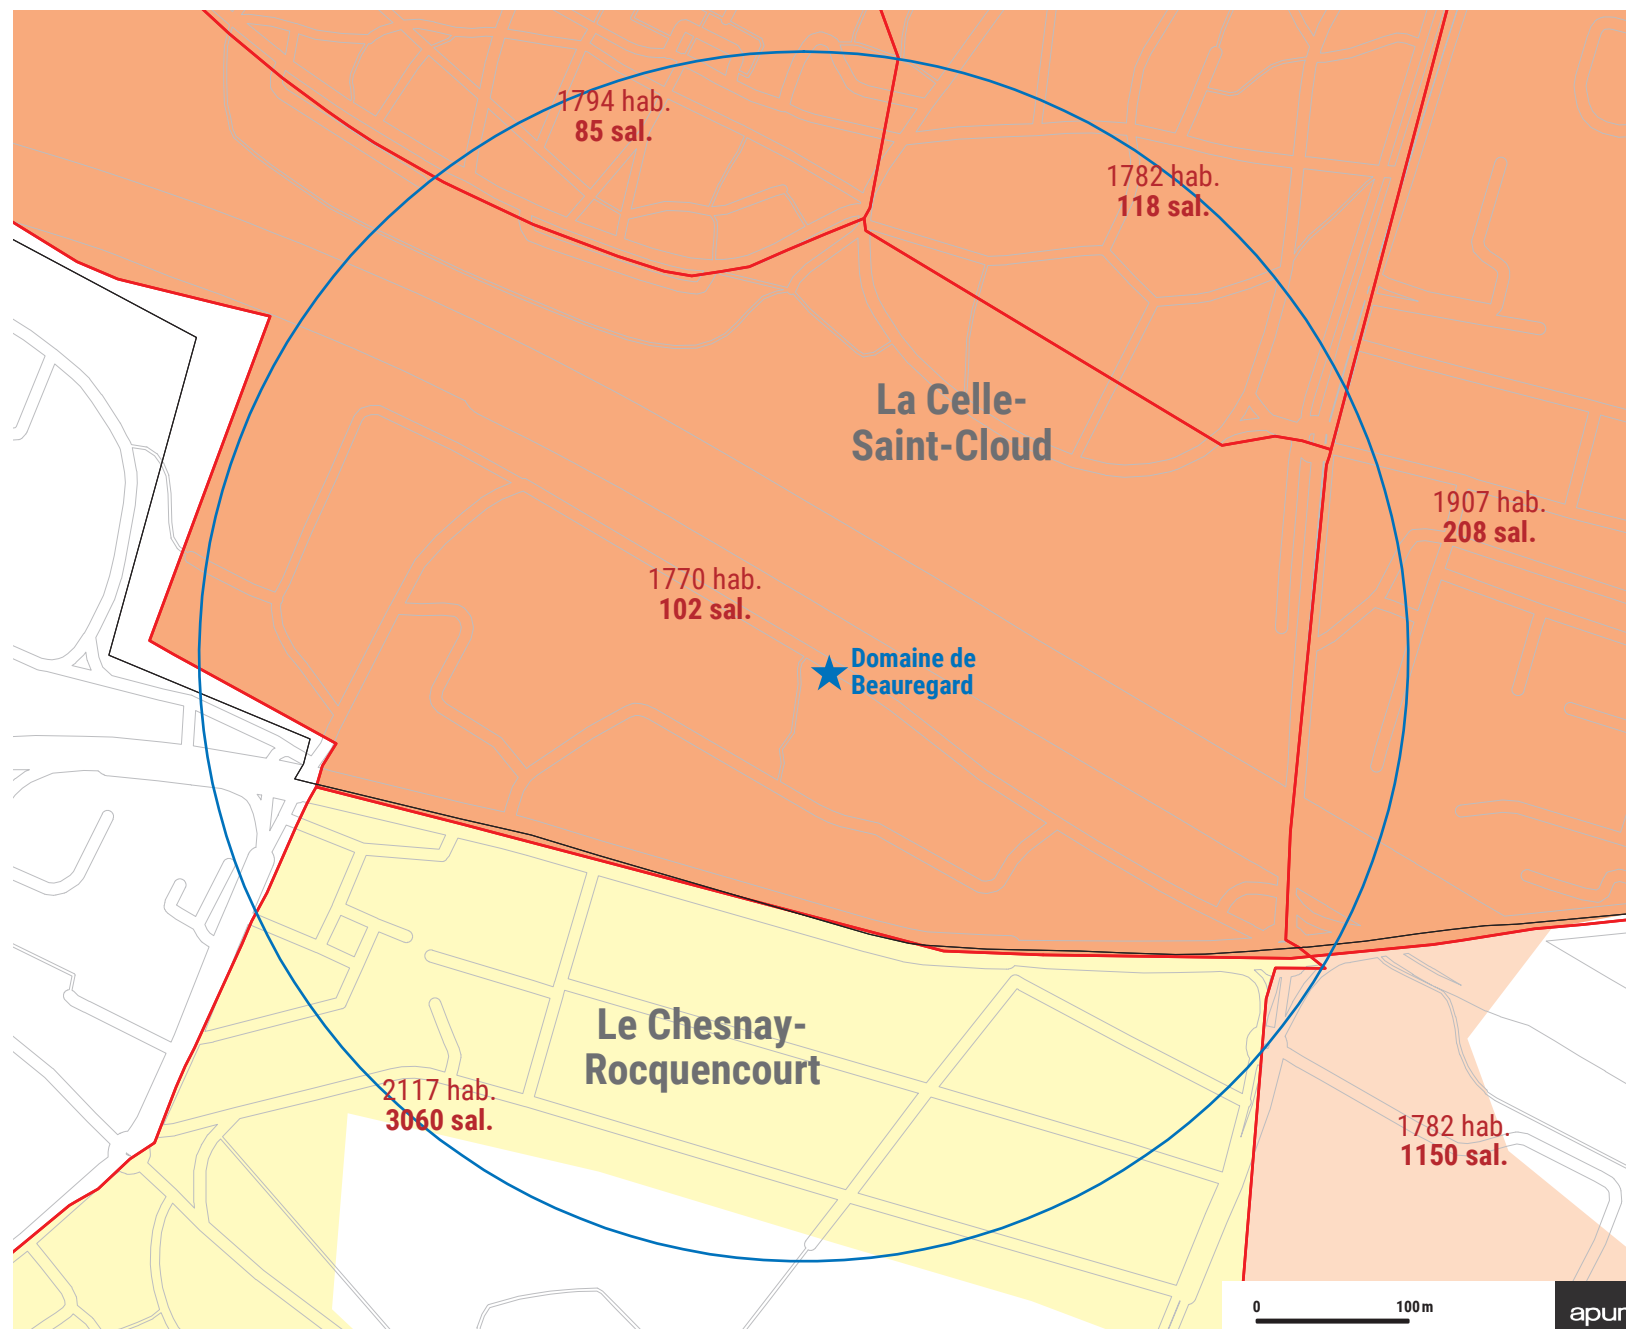 1794 hab.
85 sal.
1782 hab.
118 sal.
La Celle-
Saint-Cloud
1907 hab.
208 sal.
1770 hab.
102 sal.
Domaine de
Beauregard
Le Chesnay-
Rocquencourt
2117 hab.
3060 sal.
1782 hab.
1150 sal.
0 100 m
apur